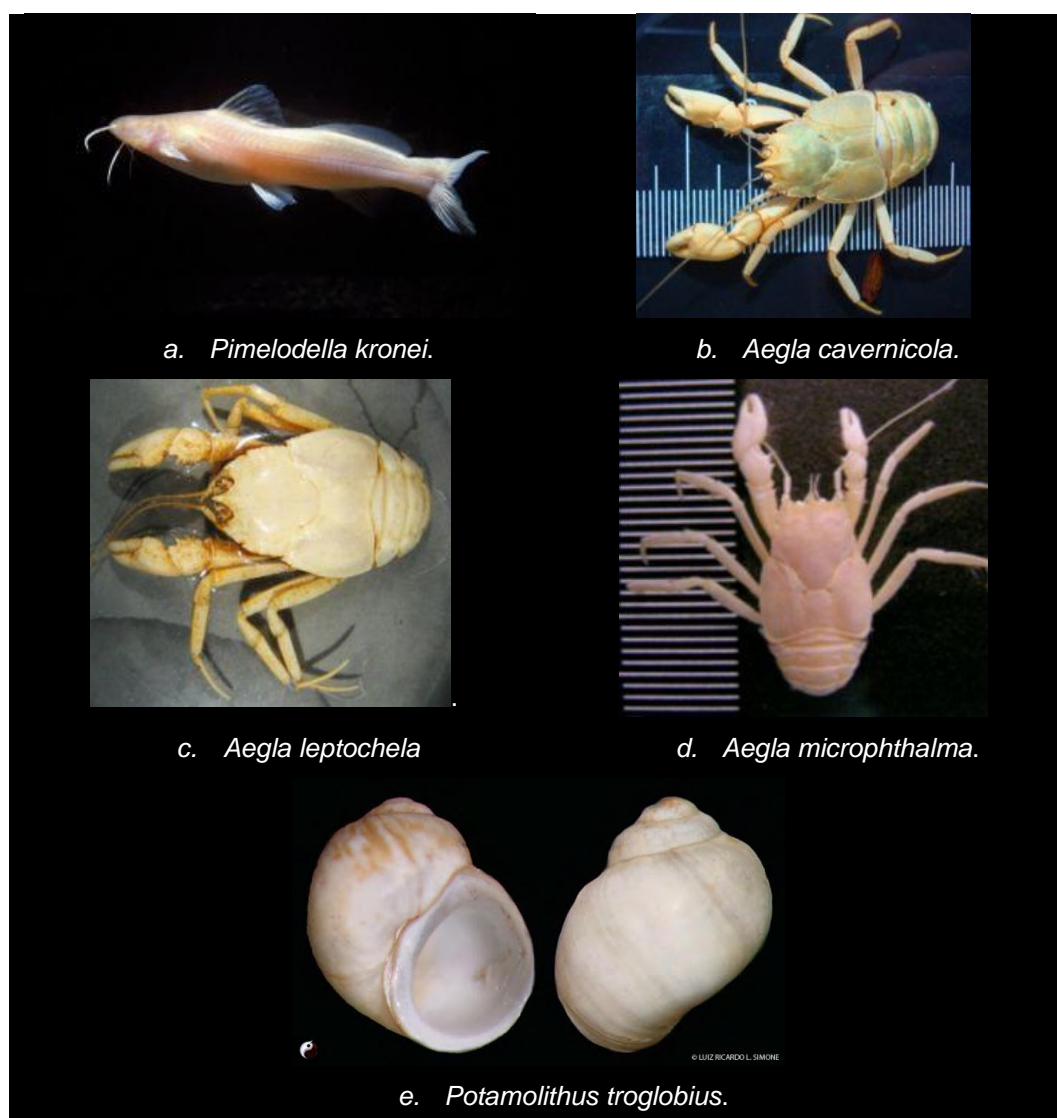 a. Pimelodella kronei.
b. Aegla cavernicola.
.
c. Aegla leptochela
d. Aegla microphthalma.
© LUIZ RICARDO L. SIMONE
e. Potamolithus troglobius.